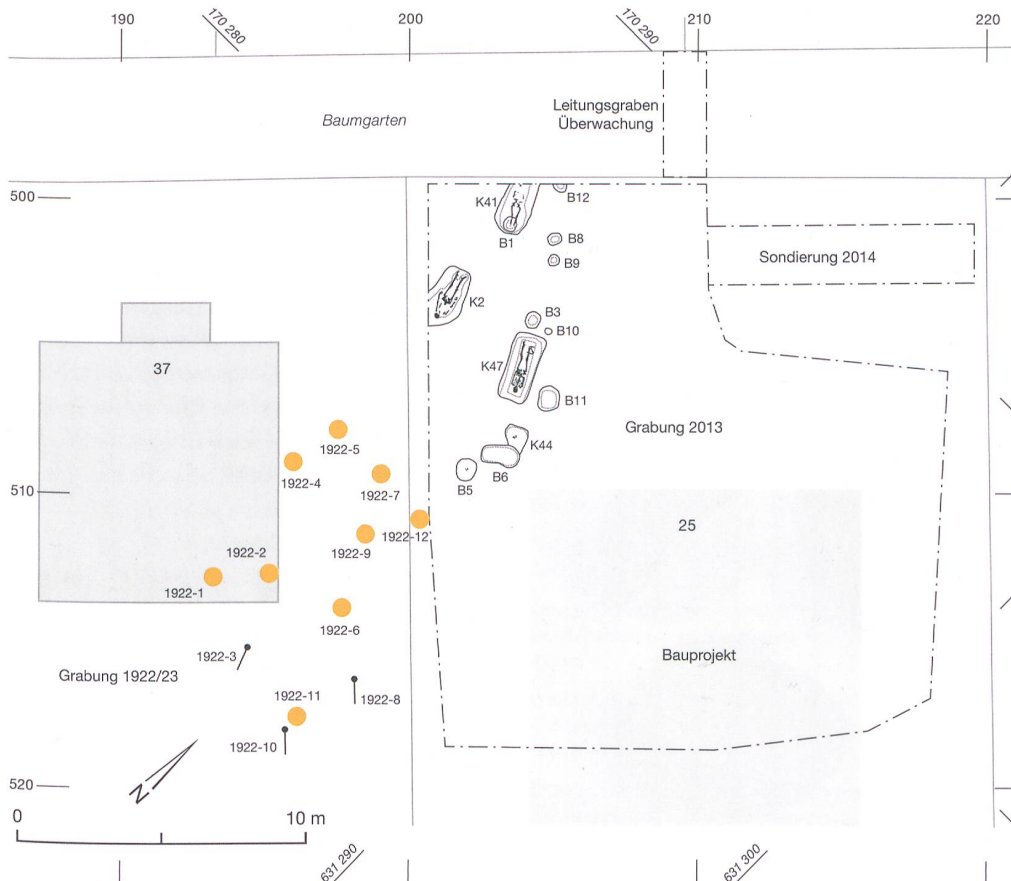 190
170 280
200
170 290
210
220
Baumgarten
Leitungsgraben
Überwachung
500
K41
B12
B1
B8
B9
Sondierung 2014
K2
B3
B10
37
K47
B11
1922-5
Grabung 2013
K44
1922-4
B6
B5
1922-7
510
25
1922-12
1922-9
1922-2
1922-1
1922-6
Bauprojekt
1922-3
Grabung 1922/23
1922-8
1922-11
1922-10
N
520
0
10 m
631 290
631 300